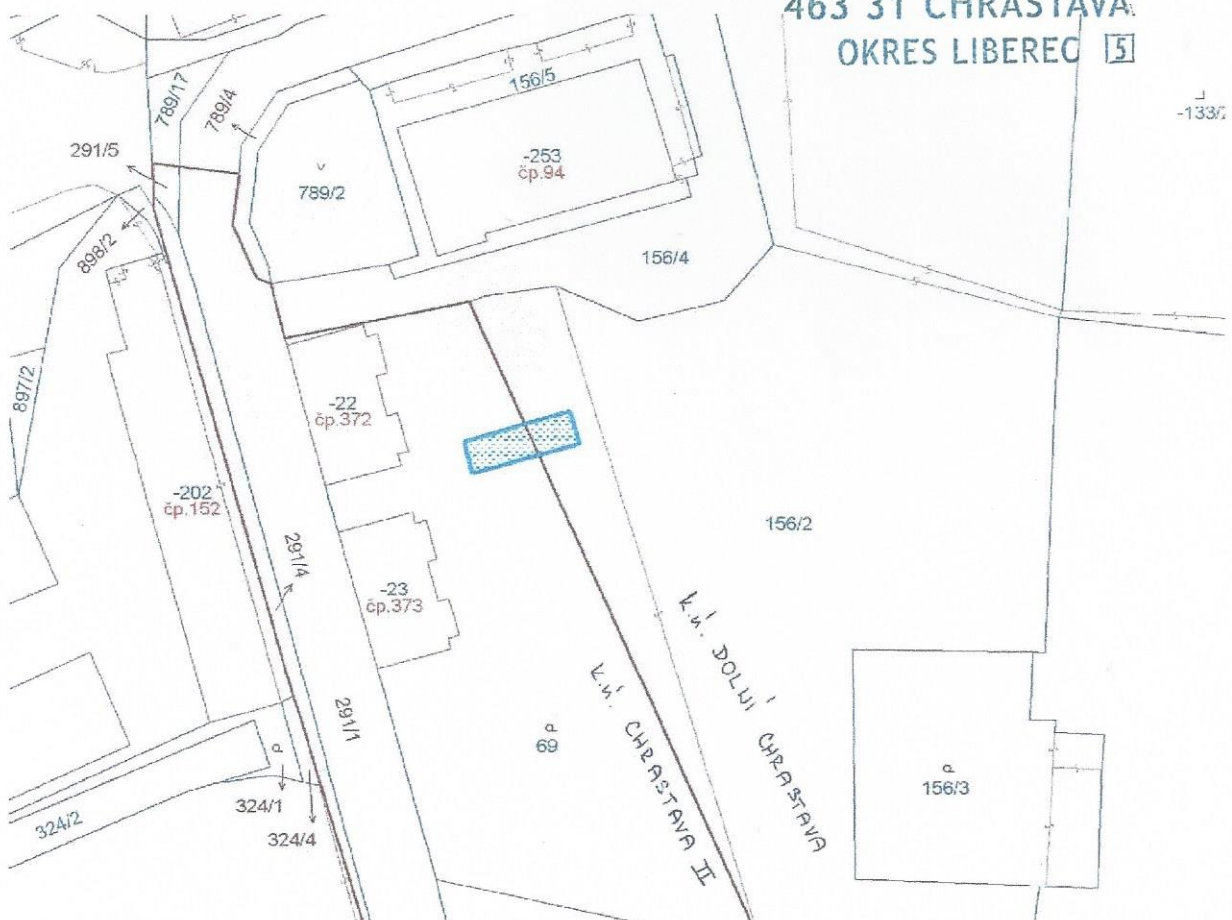 463 31 CHRASTAVA
OKRES LIBEREC 5
-133/
789/17
789/4
156/5
291/5
-253
čp.94
789/2
898/2
156/4
897/2
-22
čp.372
-202
čp.152
156/2
291/4
-23
čp.373
k.ú. DOLNÍ CHRASTAVA
k.ú. CHRASTAVA II
291/1
69
156/3
324/1
324/2
324/4